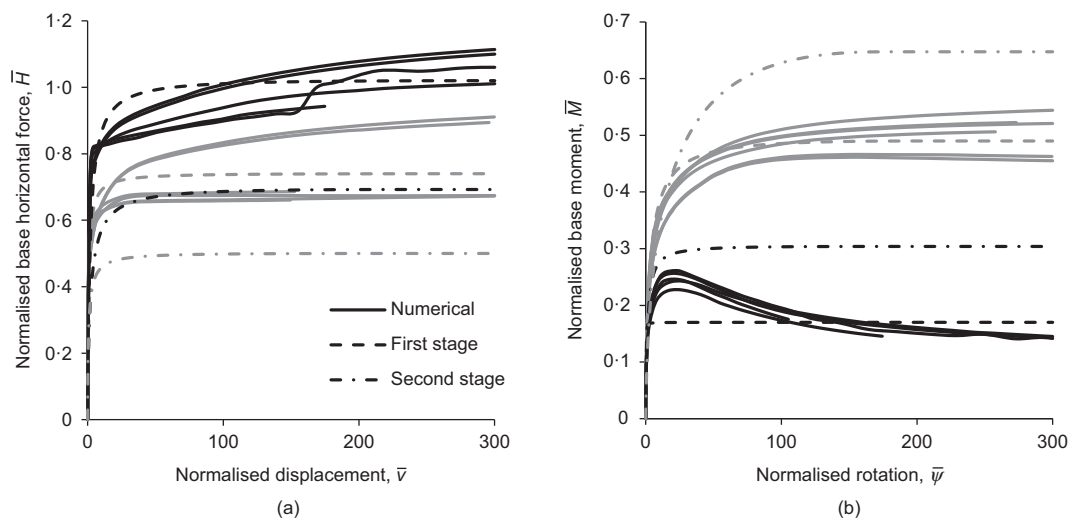 1·2
1·0
0·8
0·6
0·4
0·2
0
Normalised base horizontal force, H̅
Numerical
First stage
Second stage
0
100
200
300
Normalised displacement, v̅
(a)
0·7
0·6
0·5
0·4
0·3
0·2
0·1
0
Normalised base moment, M̅
0
100
200
300
Normalised rotation, ψ̅
(b)